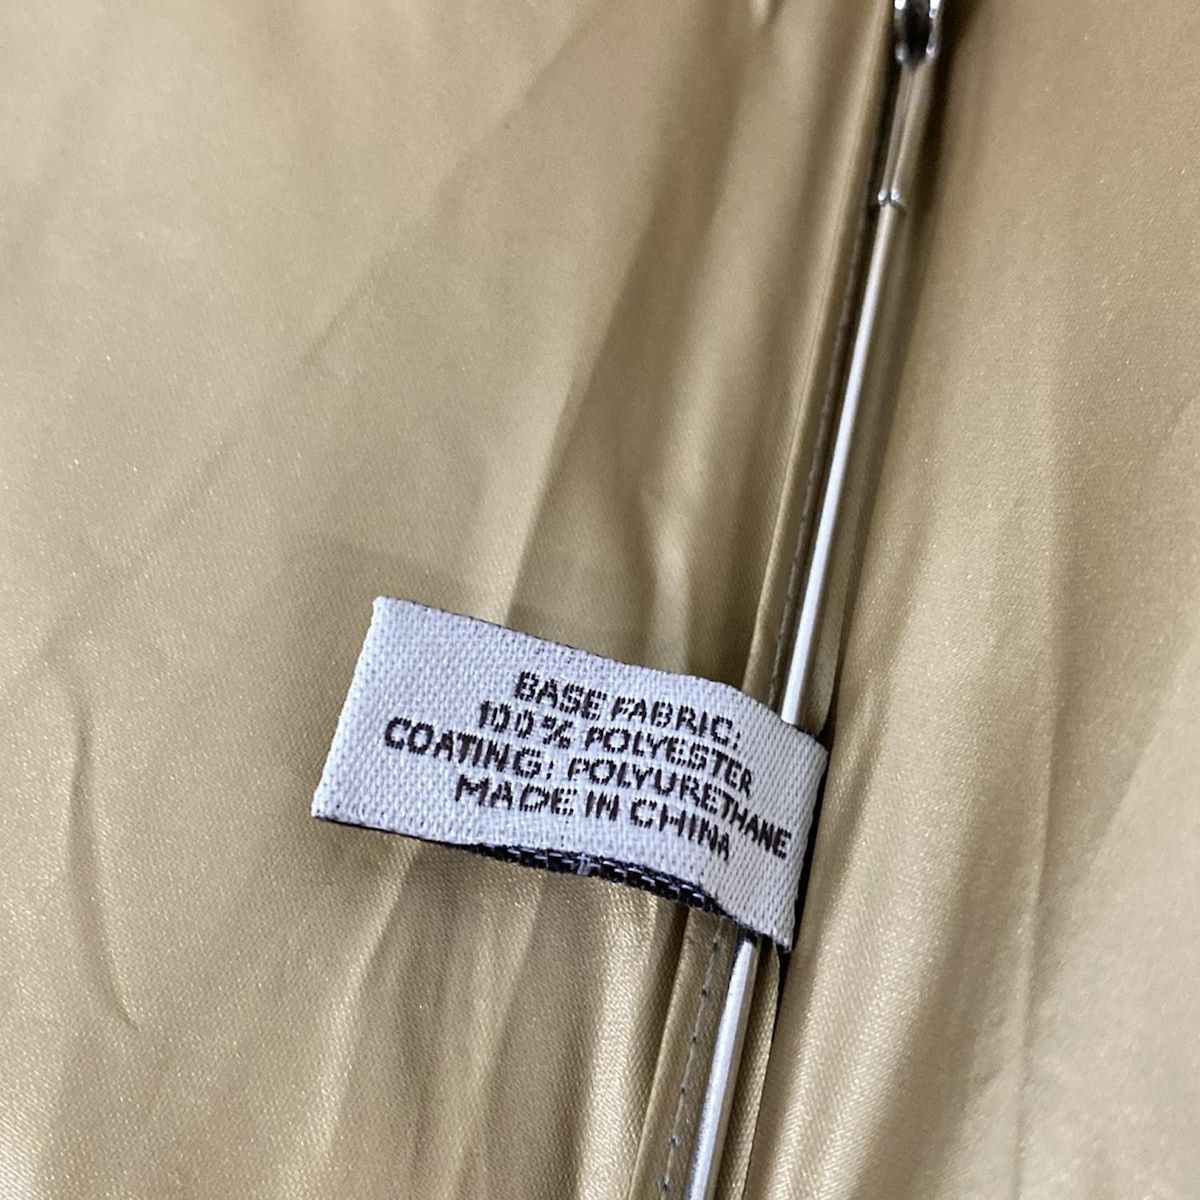 BASE FABRIC:
100% POLYESTER
COATING: POLYURETHANE
MADE IN CHINA